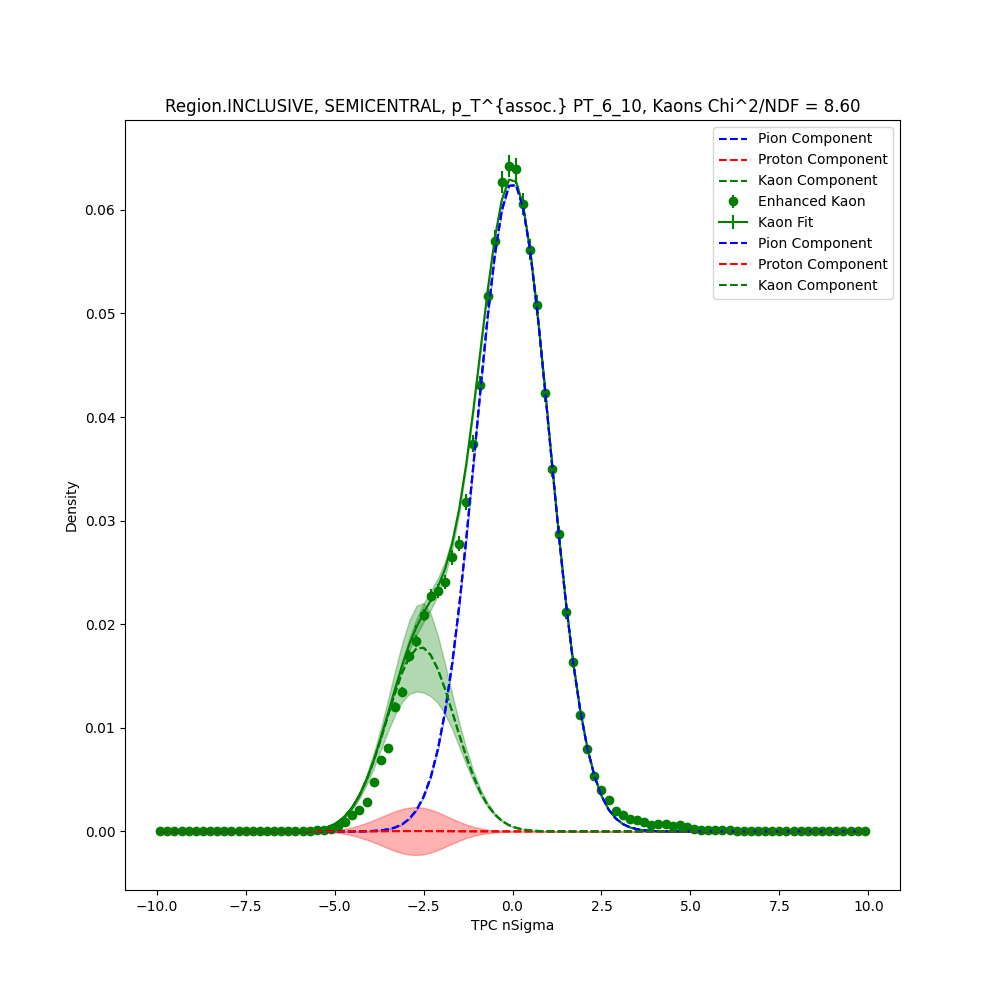 Region.INCLUSIVE, SEMICENTRAL, p_T^{assoc.} PT_6_10, Kaons Chi^2/NDF = 8.60
Pion Component
Proton Component
Kaon Component
Enhanced Kaon
Kaon Fit
Pion Component
Proton Component
Kaon Component
0.06
0.05
0.04
0.03
0.02
0.01
0.00
Density
−10.0 −7.5 −5.0 −2.5 0.0 2.5 5.0 7.5 10.0
TPC nSigma